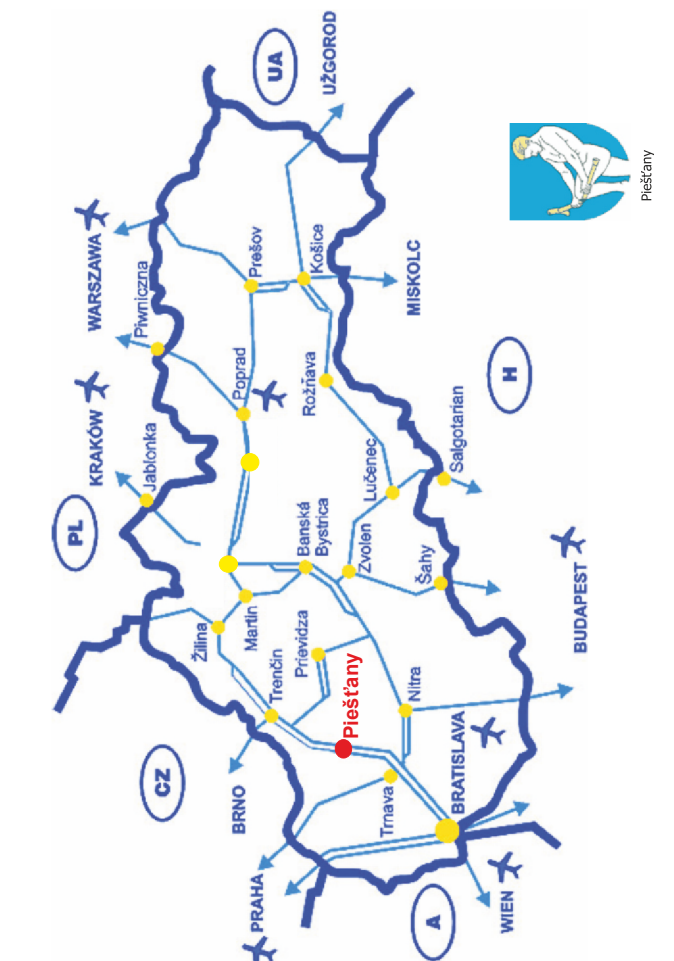 UA
UŽGOROD
WARSZAWA
Piwniczna
Prešov
Košice
MISKOLC
KRAKÓW
Jablonka
Poprad
Rožňava
H
PL
Lučenec
Salgotarian
Banská
Bystrica
Zvolen
Šahy
BUDAPEST
Žilina
Martin
Prievidza
Trenčín
Piešťany
Nitra
CZ
BRNO
Trnava
BRATISLAVA
PRAHA
A
WIEN
Piešťany